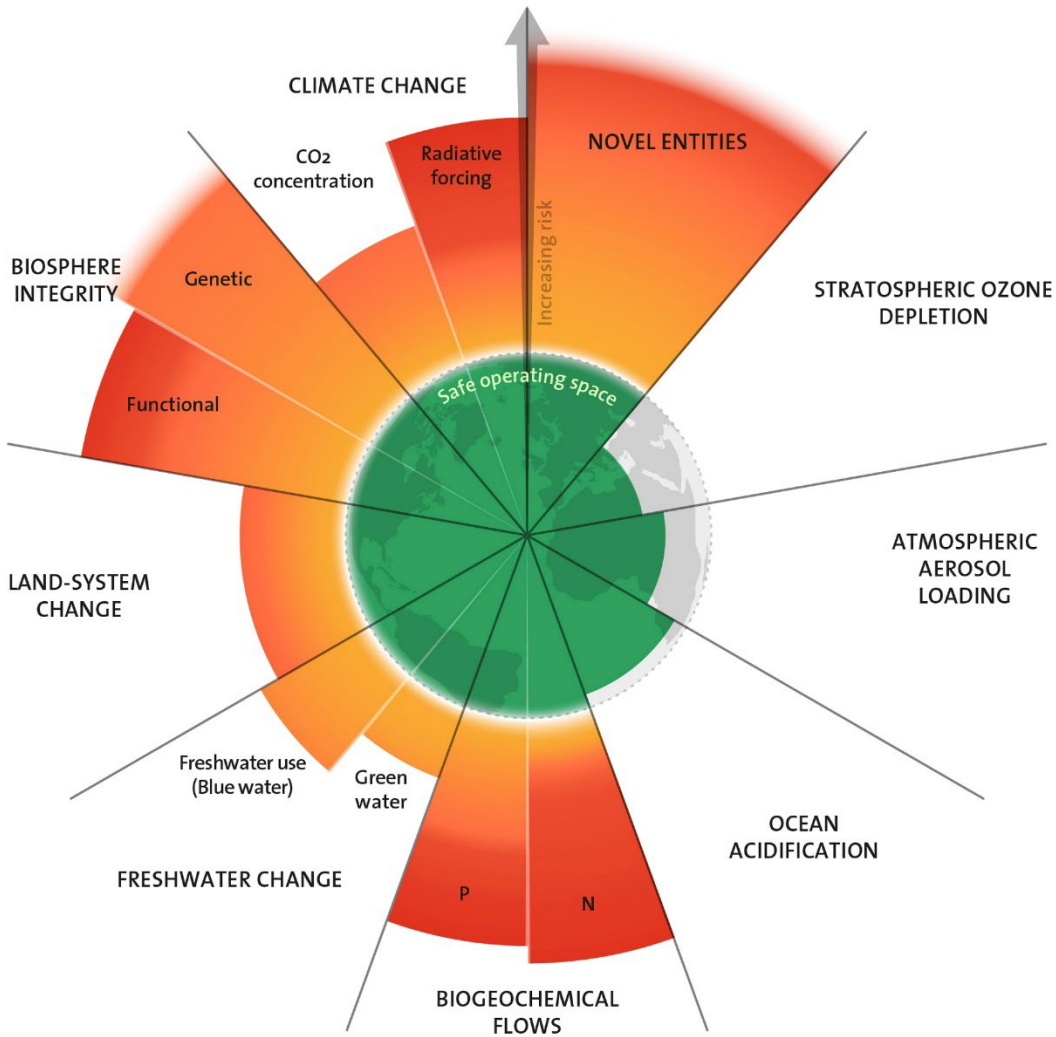 CLIMATE CHANGE
CO2
concentration
Radiative
forcing
NOVEL ENTITIES
Increasing risk
STRATOSPHERIC OZONE
DEPLETION
ATMOSPHERIC
AEROSOL
LOADING
OCEAN
ACIDIFICATION
BIOGEOCHEMICAL
FLOWS
P
N
FRESHWATER CHANGE
Freshwater use
(Blue water)
Green
water
LAND-SYSTEM
CHANGE
BIOSPHERE
INTEGRITY
Genetic
Functional
Safe operating space